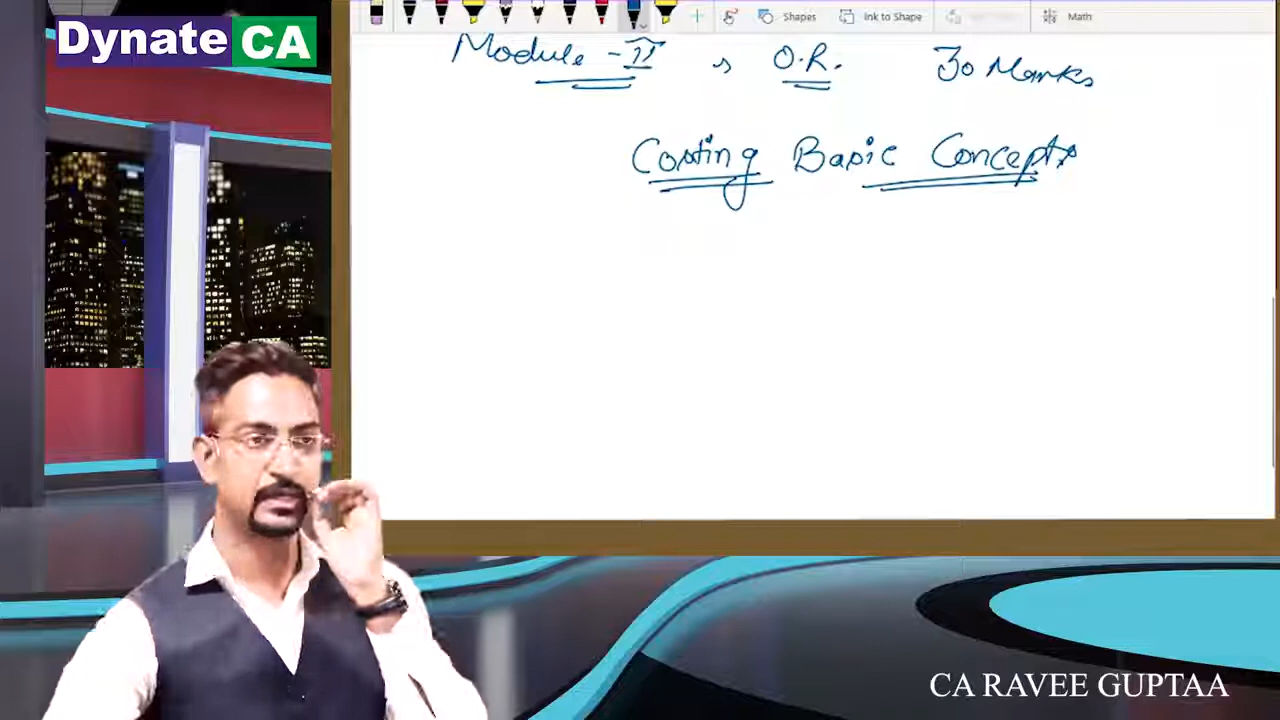 Dynate CA
Shapes Ink to Shape Math
Module - II O.R. 30 Marks
Costing Basic Concepts
CA RAVEE GUPTAA